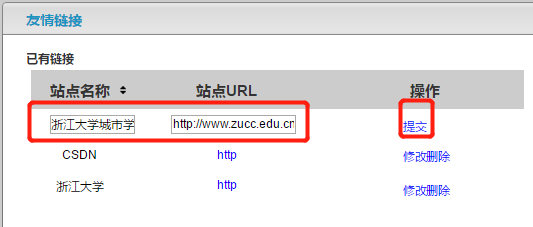 友情链接
已有链接
站点名称 站点URL 操作
浙江大学城市学 http://www.zucc.edu.cn 提交
CSDN http 修改删除
浙江大学 http 修改删除